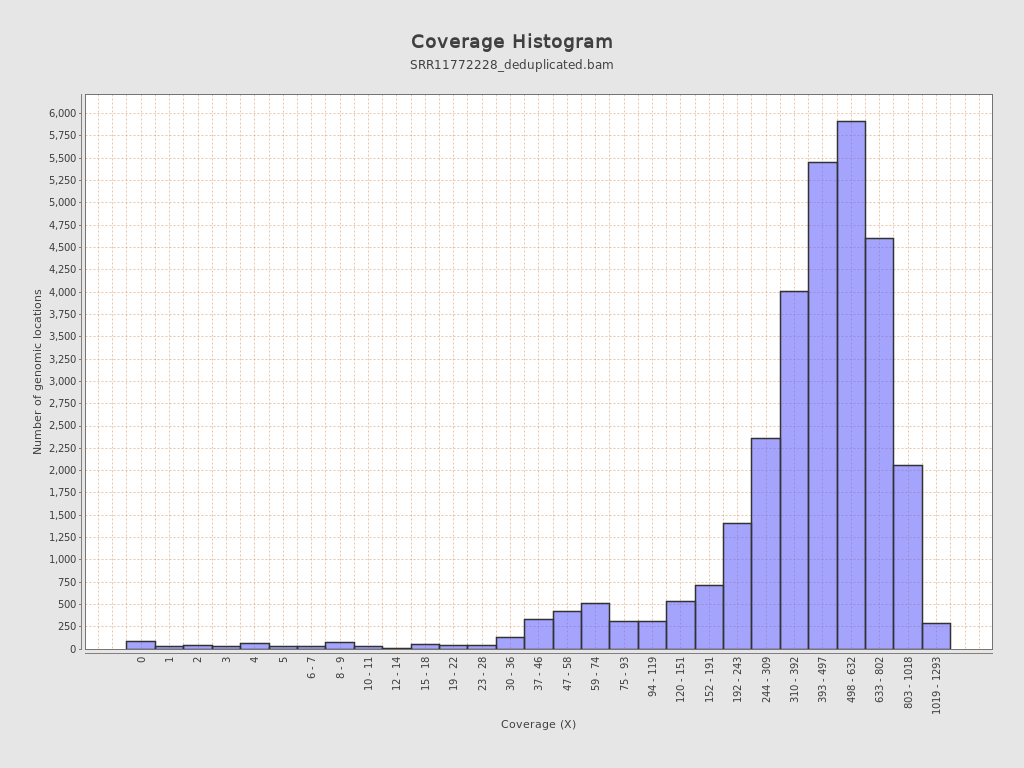 Coverage Histogram
SRR11772228_deduplicated.bam
Number of genomic locations
6,000
5,750
5,500
5,250
5,000
4,750
4,500
4,250
4,000
3,750
3,500
3,250
3,000
2,750
2,500
2,250
2,000
1,750
1,500
1,250
1,000
750
500
250
0
0
1
2
3
4
5
6 - 7
8 - 9
10 - 11
12 - 14
15 - 18
19 - 22
23 - 28
30 - 36
37 - 46
47 - 58
59 - 74
75 - 93
94 - 119
120 - 151
152 - 191
192 - 243
244 - 309
310 - 392
393 - 497
498 - 632
633 - 802
803 - 1018
1019 - 1293
Coverage (X)